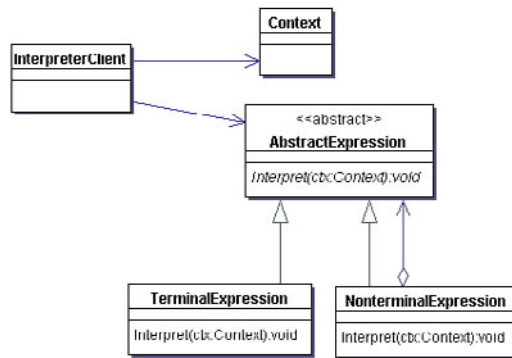 Context
InterpreterClient
<<abstract>>
AbstractExpression
Interpret(ctx:Context):void
TerminalExpression
Interpret(ctx:Context):void
NonterminalExpression
Interpret(ctx:Context):void